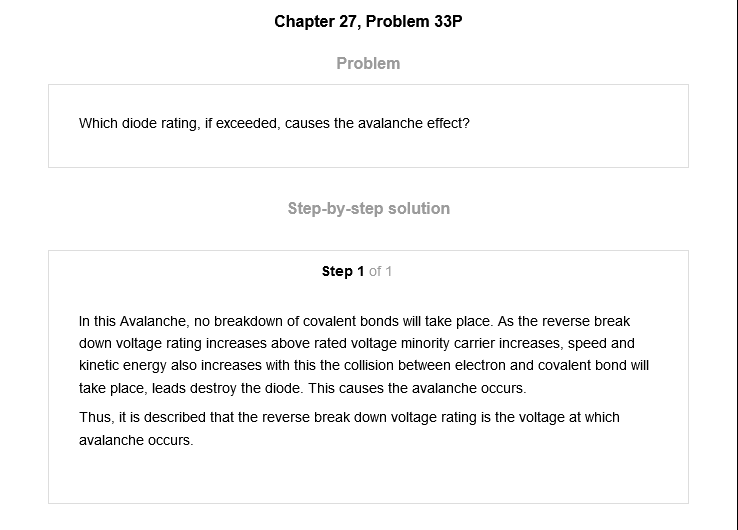 Chapter 27, Problem 33P
Problem
Which diode rating, if exceeded, causes the avalanche effect?
Step-by-step solution
Step 1 of 1
In this Avalanche, no breakdown of covalent bonds will take place. As the reverse break
down voltage rating increases above rated voltage minority carrier increases, speed and
kinetic energy also increases with this the collision between electron and covalent bond will
take place, leads destroy the diode. This causes the avalanche occurs.
Thus, it is described that the reverse break down voltage rating is the voltage at which
avalanche occurs.